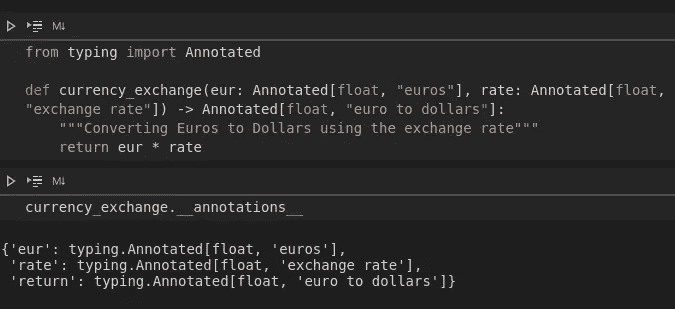 M↓
from typing import Annotated
def currency_exchange(eur: Annotated[float, "euros"], rate: Annotated[float,
"exchange rate"]) -> Annotated[float, "euro to dollars"]:
    """Converting Euros to Dollars using the exchange rate"""
    return eur * rate
M↓
currency_exchange.__annotations__
{'eur': typing.Annotated[float, 'euros'],
 'rate': typing.Annotated[float, 'exchange rate'],
 'return': typing.Annotated[float, 'euro to dollars']}